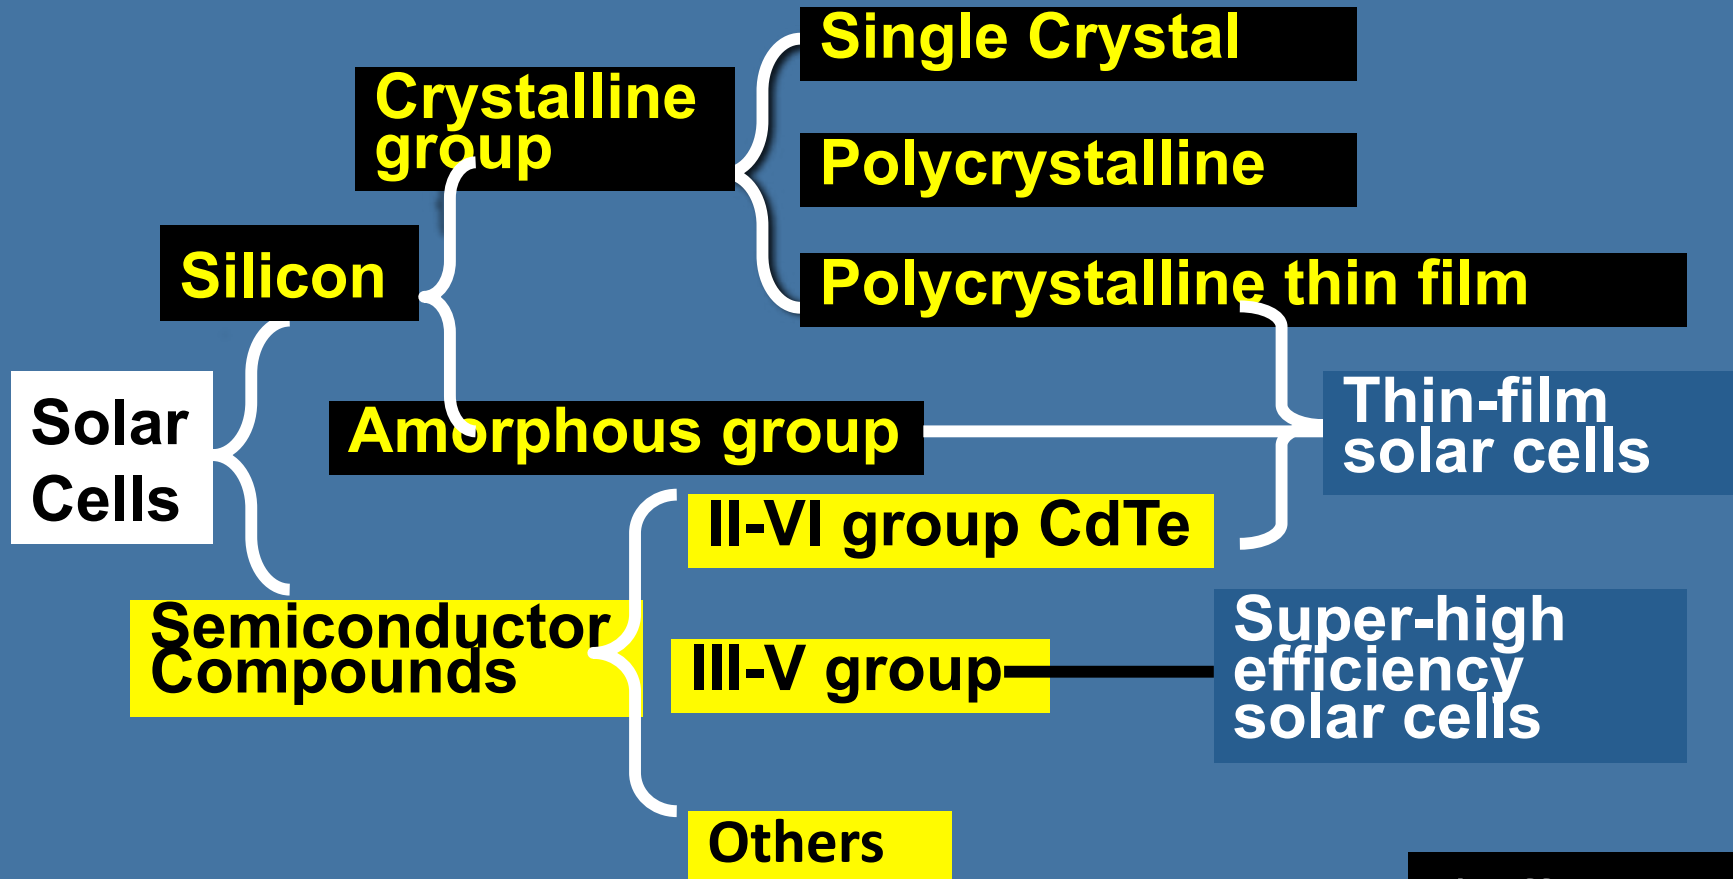 Single Crystal
Crystalline
group
Polycrystalline
Silicon
Polycrystalline thin film
Solar
Cells
Amorphous group
Thin-film
solar cells
II-VI group CdTe
Semiconductor
Compounds
III-V group
Super-high
efficiency
solar cells
Others